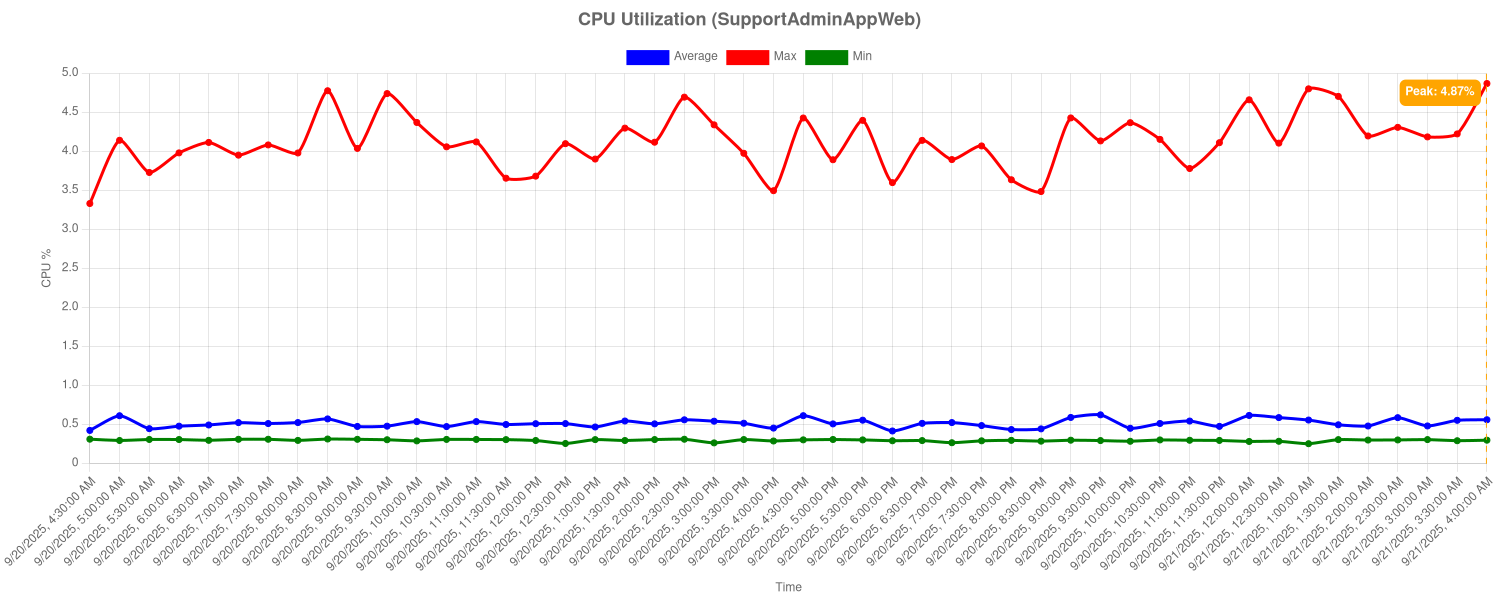 CPU Utilization (SupportAdminAppWeb)
Average Max Min
5.0
4.5
4.0
3.5
3.0
2.5
2.0
1.5
1.0
0.5
0
CPU %
Peak: 4.87%
9/20/2025, 4:30:00 AM
9/20/2025, 5:00:00 AM
9/20/2025, 5:30:00 AM
9/20/2025, 6:00:00 AM
9/20/2025, 6:30:00 AM
9/20/2025, 7:00:00 AM
9/20/2025, 7:30:00 AM
9/20/2025, 8:00:00 AM
9/20/2025, 8:30:00 AM
9/20/2025, 9:00:00 AM
9/20/2025, 9:30:00 AM
9/20/2025, 10:00:00 AM
9/20/2025, 10:30:00 AM
9/20/2025, 11:00:00 AM
9/20/2025, 11:30:00 AM
9/20/2025, 12:00:00 PM
9/20/2025, 12:30:00 PM
9/20/2025, 1:00:00 PM
9/20/2025, 1:30:00 PM
9/20/2025, 2:00:00 PM
9/20/2025, 2:30:00 PM
9/20/2025, 3:00:00 PM
9/20/2025, 3:30:00 PM
9/20/2025, 4:00:00 PM
9/20/2025, 4:30:00 PM
9/20/2025, 5:00:00 PM
9/20/2025, 5:30:00 PM
9/20/2025, 6:00:00 PM
9/20/2025, 6:30:00 PM
9/20/2025, 7:00:00 PM
9/20/2025, 7:30:00 PM
9/20/2025, 8:00:00 PM
9/20/2025, 8:30:00 PM
9/20/2025, 9:00:00 PM
9/20/2025, 9:30:00 PM
9/20/2025, 10:00:00 PM
9/20/2025, 10:30:00 PM
9/20/2025, 11:00:00 PM
9/20/2025, 11:30:00 PM
9/21/2025, 12:00:00 AM
9/21/2025, 12:30:00 AM
9/21/2025, 1:00:00 AM
9/21/2025, 1:30:00 AM
9/21/2025, 2:00:00 AM
9/21/2025, 2:30:00 AM
9/21/2025, 3:00:00 AM
9/21/2025, 3:30:00 AM
9/21/2025, 4:00:00 AM
Time